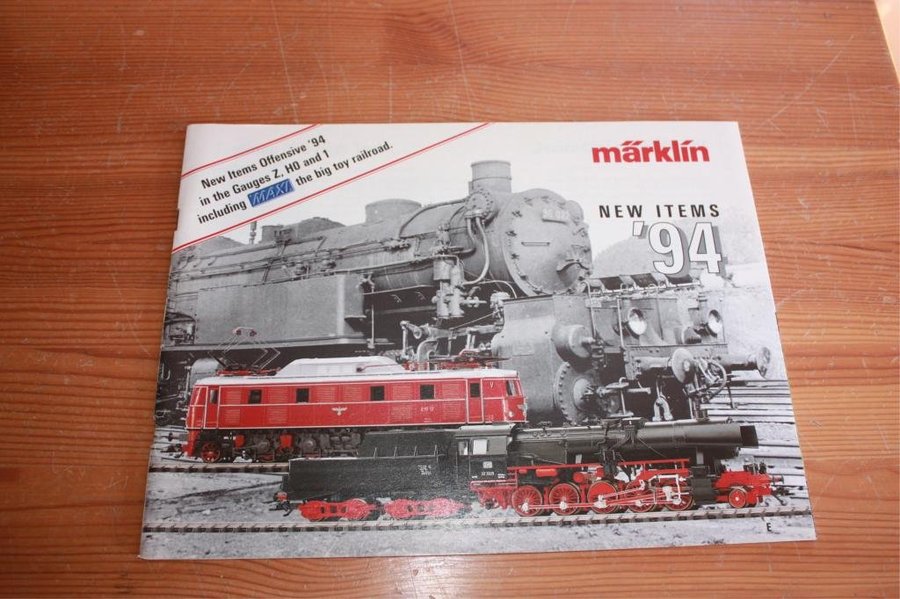 New Items Offensive '94
in the Gauges Z, HO and 1
including MAXI the big toy railroad.
märklin
NEW ITEMS
'94
E